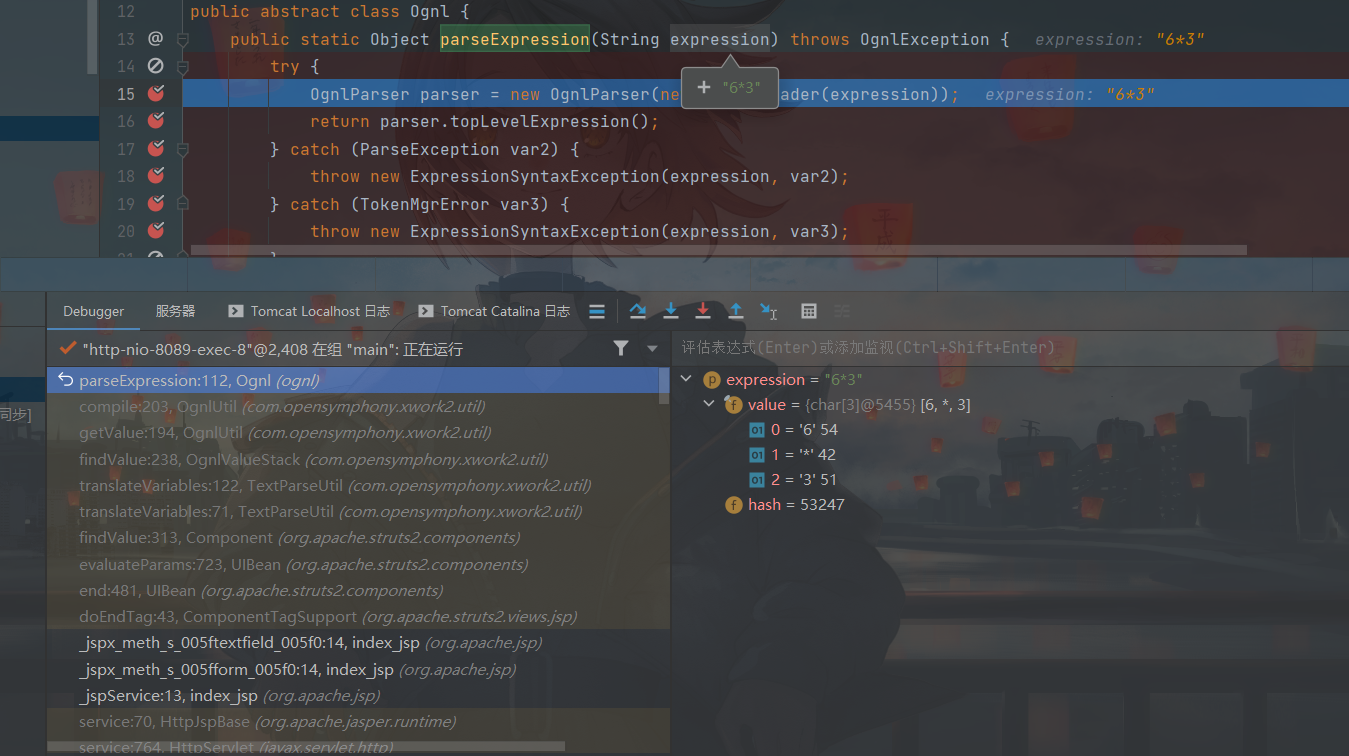 12 public abstract class Ognl {
13 @ public static Object parseExpression(String expression) throws OgnlException { expression: "6*3"
14 try {
15 OgnlParser parser = new OgnlParser(ne ader(expression)); expression: "6*3"
+ "6*3"
16 return parser.topLevelExpression();
17 } catch (ParseException var2) {
18 throw new ExpressionSyntaxException(expression, var2);
19 } catch (TokenMgrError var3) {
20 throw new ExpressionSyntaxException(expression, var3);
21 }
Debugger 服务器 Tomcat Localhost 日志 Tomcat Catalina 日志
"http-nio-8089-exec-8"@2,408 在组 "main": 正在运行
评估表达式(Enter)或添加监视(Ctrl+Shift+Enter)
同步]
parseExpression:112, Ognl (ognl)
compile:203, OgnlUtil (com.opensymphony.xwork2.util)
getValue:194, OgnlUtil (com.opensymphony.xwork2.util)
findValue:238, OgnlValueStack (com.opensymphony.xwork2.util)
translateVariables:122, TextParseUtil (com.opensymphony.xwork2.util)
translateVariables:71, TextParseUtil (com.opensymphony.xwork2.util)
findValue:313, Component (org.apache.struts2.components)
evaluateParams:723, UIBean (org.apache.struts2.components)
end:481, UIBean (org.apache.struts2.components)
doEndTag:43, ComponentTagSupport (org.apache.struts2.views.jsp)
_jspx_meth_s_005ftextfield_005f0:14, index_jsp (org.apache.jsp)
_jspx_meth_s_005fform_005f0:14, index_jsp (org.apache.jsp)
_jspService:13, index_jsp (org.apache.jsp)
service:70, HttpJspBase (org.apache.jasper.runtime)
service:764, HttpServlet (javax.servlet.http)
p expression = "6*3"
f value = {char[3]@5455} [6, *, 3]
01 0 = '6' 54
01 1 = '*' 42
01 2 = '3' 51
f hash = 53247